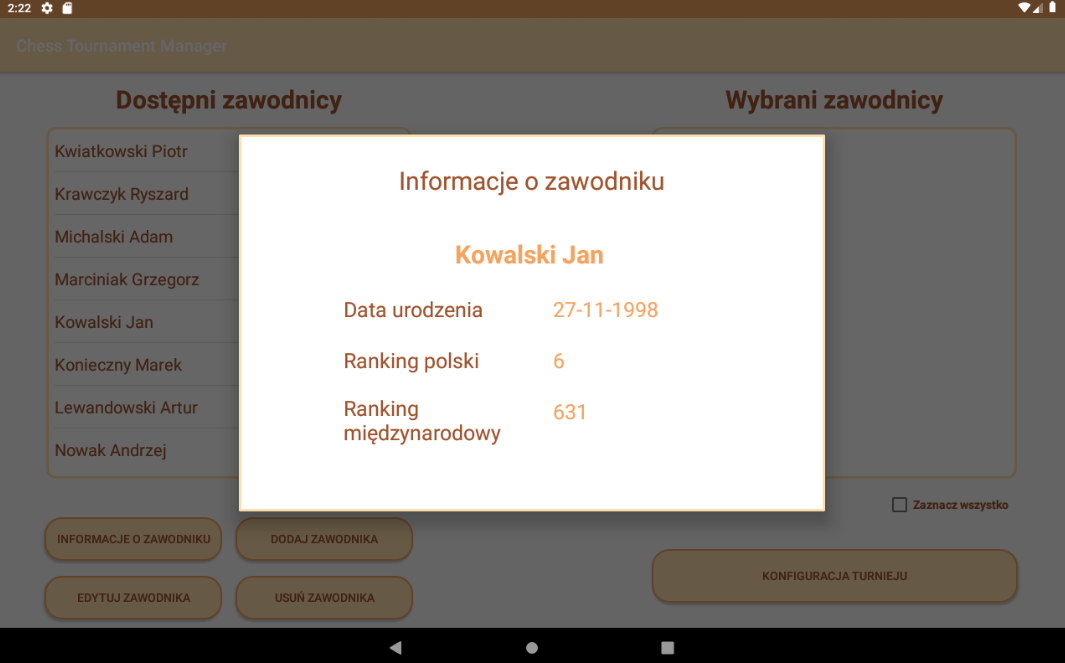 2:22
Chess Tournament Manager
Dostępni zawodnicy
Wybrani zawodnicy
Kwiatkowski Piotr
Krawczyk Ryszard
Michalski Adam
Marciniak Grzegorz
Kowalski Jan
Konieczny Marek
Lewandowski Artur
Nowak Andrzej
Informacje o zawodniku
Kowalski Jan
Data urodzenia 27-11-1998
Ranking polski 6
Ranking 631
międzynarodowy
Zaznacz wszystko
INFORMACJE O ZAWODNIKU
DODAJ ZAWODNIKA
EDYTUJ ZAWODNIKA
USUŃ ZAWODNIKA
KONFIGURACJA TURNIEJU